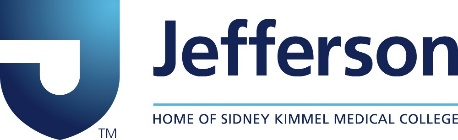 Jefferson
HOME OF SIDNEY KIMMEL MEDICAL COLLEGE
TM